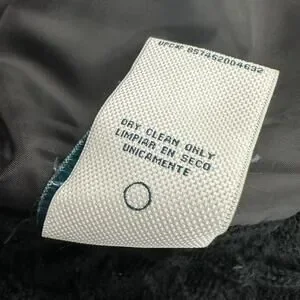 UPC#: 857452004632
DRY CLEAN ONLY
LIMPIAR EN SECO
UNICAMENTE